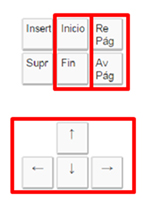 Insert Inicio Re Pág
Supr Fin Av Pág
↑
← ↓ →